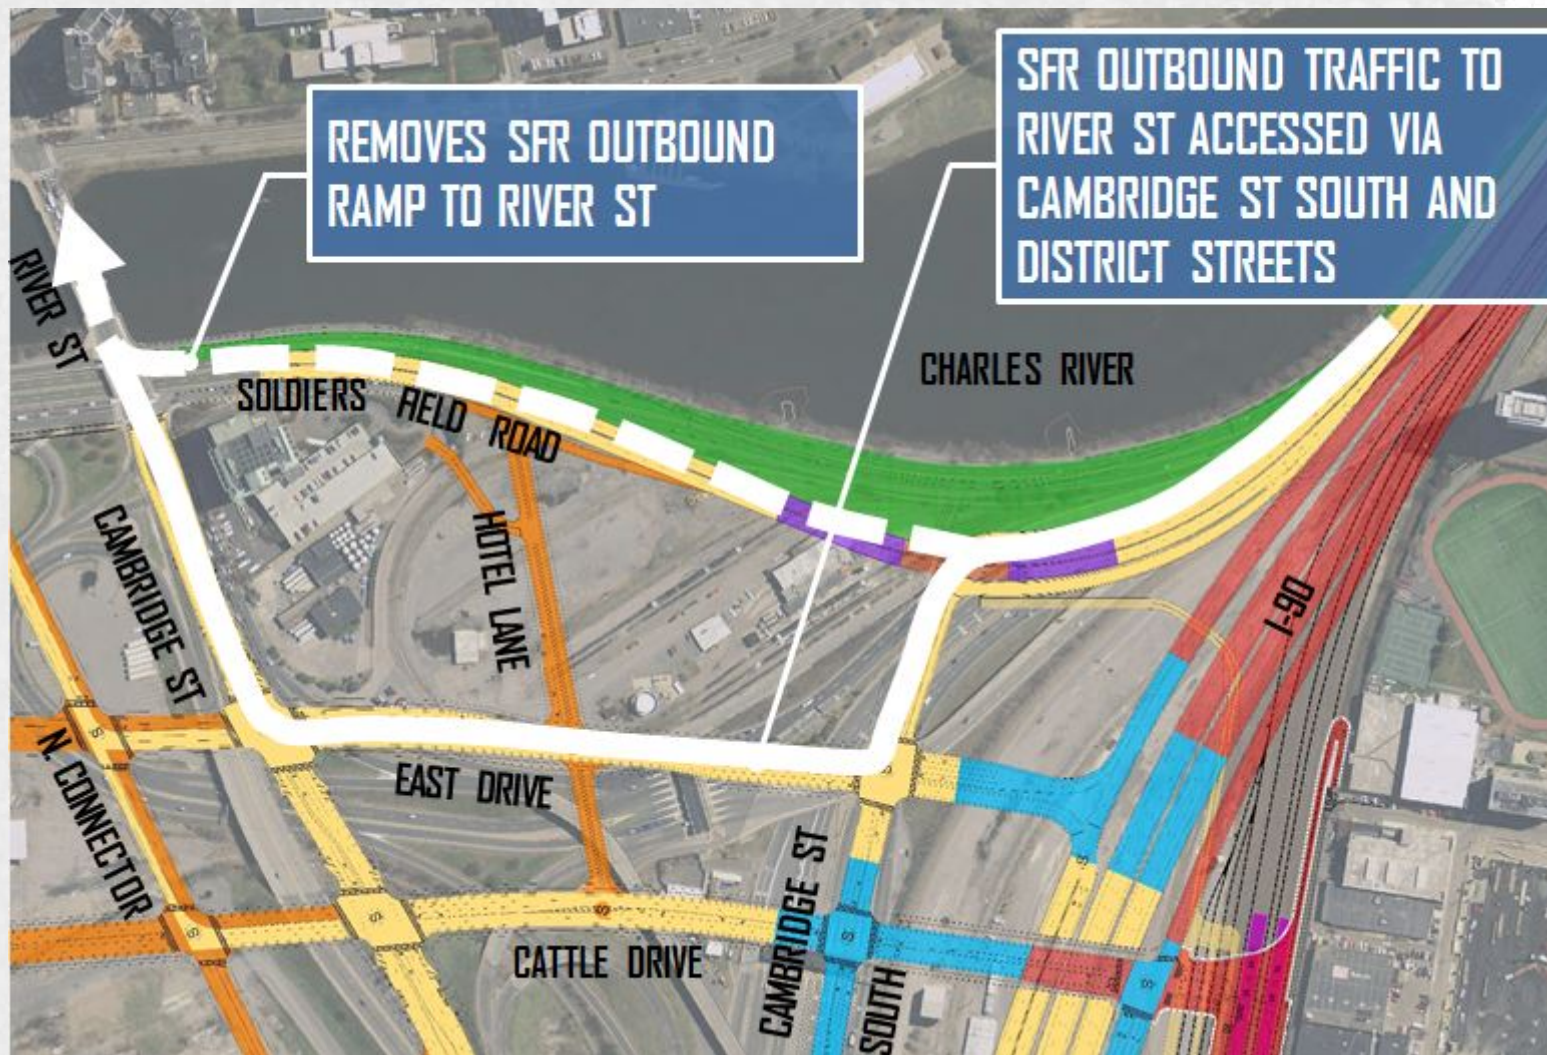 REMOVES SFR OUTBOUND
RAMP TO RIVER ST
SFR OUTBOUND TRAFFIC TO
RIVER ST ACCESSED VIA
CAMBRIDGE ST SOUTH AND
DISTRICT STREETS
RIVER ST
CHARLES RIVER
SOLDIERS FIELD ROAD
CAMBRIDGE ST
HOTEL LANE
I-90
N. CONNECTOR
EAST DRIVE
CATTLE DRIVE
CAMBRIDGE ST
SOUTH
S
S
S
S
S
S
S